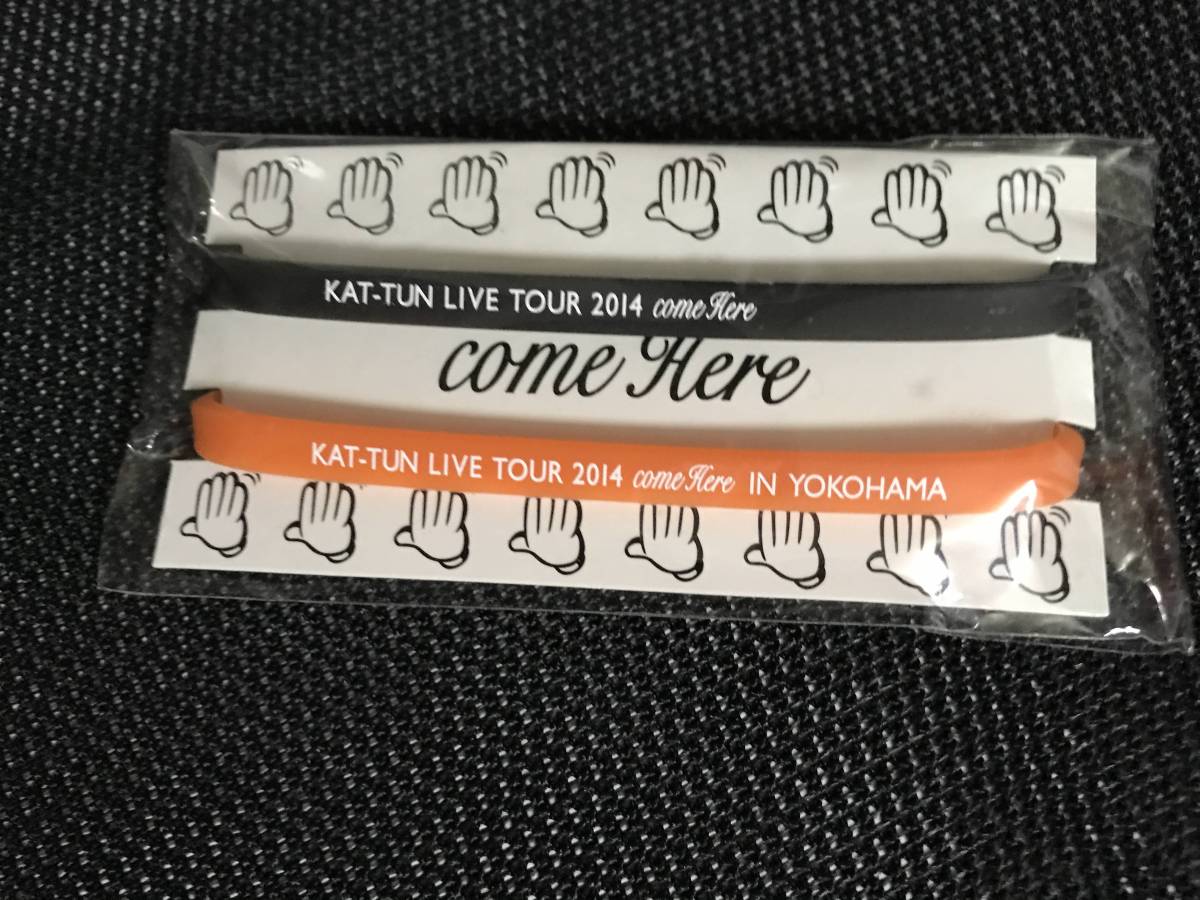 KAT-TUN LIVE TOUR 2014 come Here
come Here
KAT-TUN LIVE TOUR 2014 come Here IN YOKOHAMA